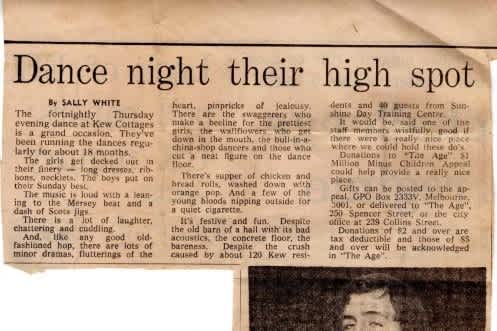 Dance night their high spot
By SALLY WHITE
The fortnightly Thursday
evening dance at Kew Cottages
is a grand occasion. They've
been running the dances regu-
larly for about 18 months.
The girls get decked out in
their finery — long dresses, rib-
bons, necklets. The boys put on
their Sunday best.
The music is loud with a lean-
ing to the Mersey beat and a
dash of Scots jigs.
There is a lot of laughter,
chattering and cuddling.
And, like any good old-
fashioned hop, there are lots of
minor dramas, flutterings of the
heart, pinpricks of jealousy.
There are the swaggerers who
make a beeline for the prettiest
girls, the wallflowers who get
down in the mouth, the bull-in-a-
china-shop dancers and those who
cut a neat figure on the dance
floor.
There's supper of chicken and
bread rolls, washed down with
orange pop. And a few of the
young bloods nipping outside for
a quiet cigarette.
It's festive and fun. Despite
the old barn of a hall with its bad
acoustics, the concrete floor, the
bareness. Despite the crush
caused by about 120 Kew resi-
dents and 40 guests from Sun-
shine Day Training Centre.
It would be, said one of the
staff members wistfully, good if
there were a really nice place
where we could hold these do's.
Donations to "The Age" $1
Million Minus Children Appeal
could help provide a really nice
place.
Gifts can be posted to the ap-
peal, GPO Box 2333V, Melbourne,
3001, or delivered to "The Age",
250 Spencer Street, or the city
office at 239 Collins Street.
Donations of $2 and over are
tax deductible and those of $5
and over will be acknowledged
in "The Age".